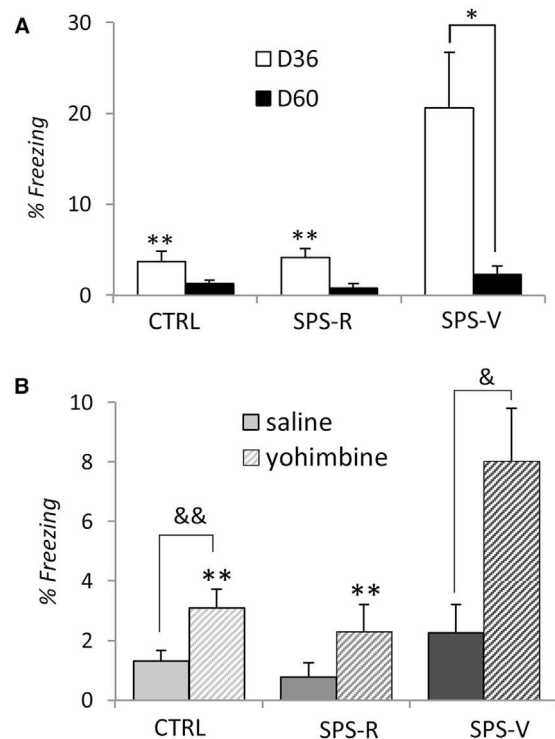 A
30
20
10
0
% Freezing
D36
D60
*
**
**
CTRL
SPS-R
SPS-V
B
10
8
6
4
2
0
% Freezing
saline
yohimbine
&
&&
**
**
CTRL
SPS-R
SPS-V